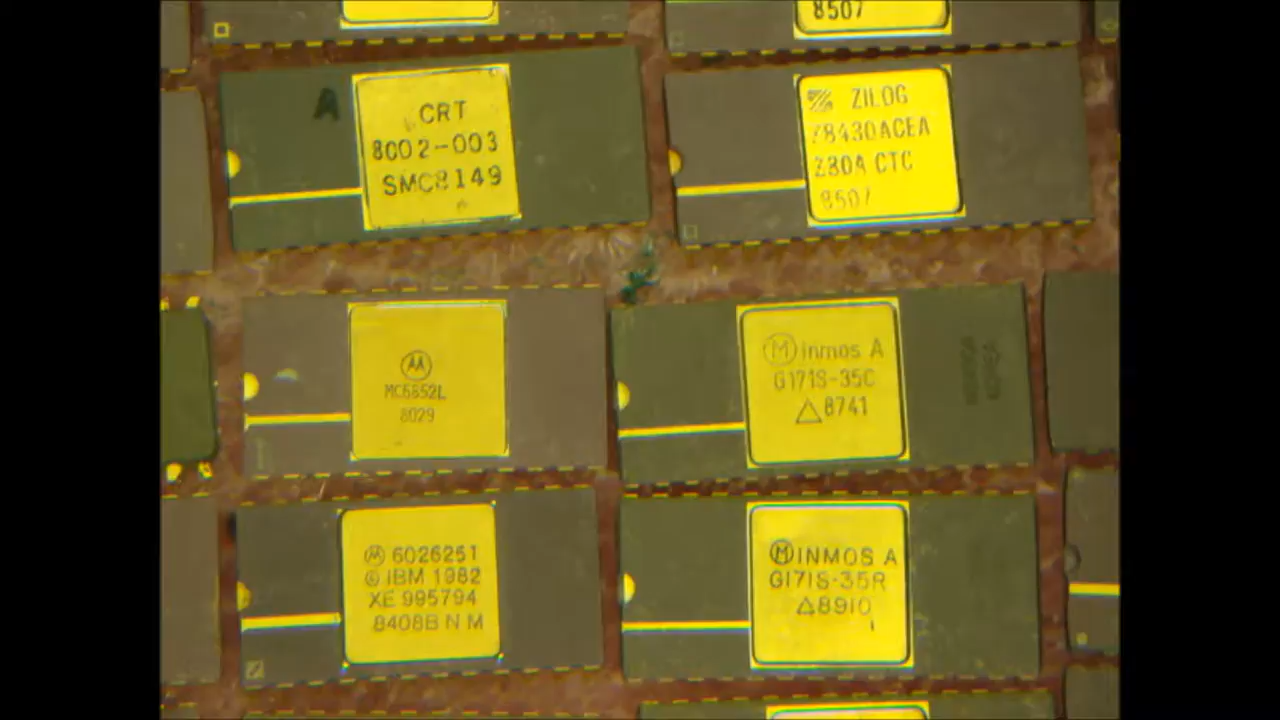 8507
A
CRT
8002-003
SMC8149
ZILOG
Z8430ACEA
Z80A CTC
8507
MC6852L
8029
inmos A
G171S-35C
△8741
6026251
© IBM 1982
XE 995794
8408B N M
INMOS A
G171S-35R
△8910